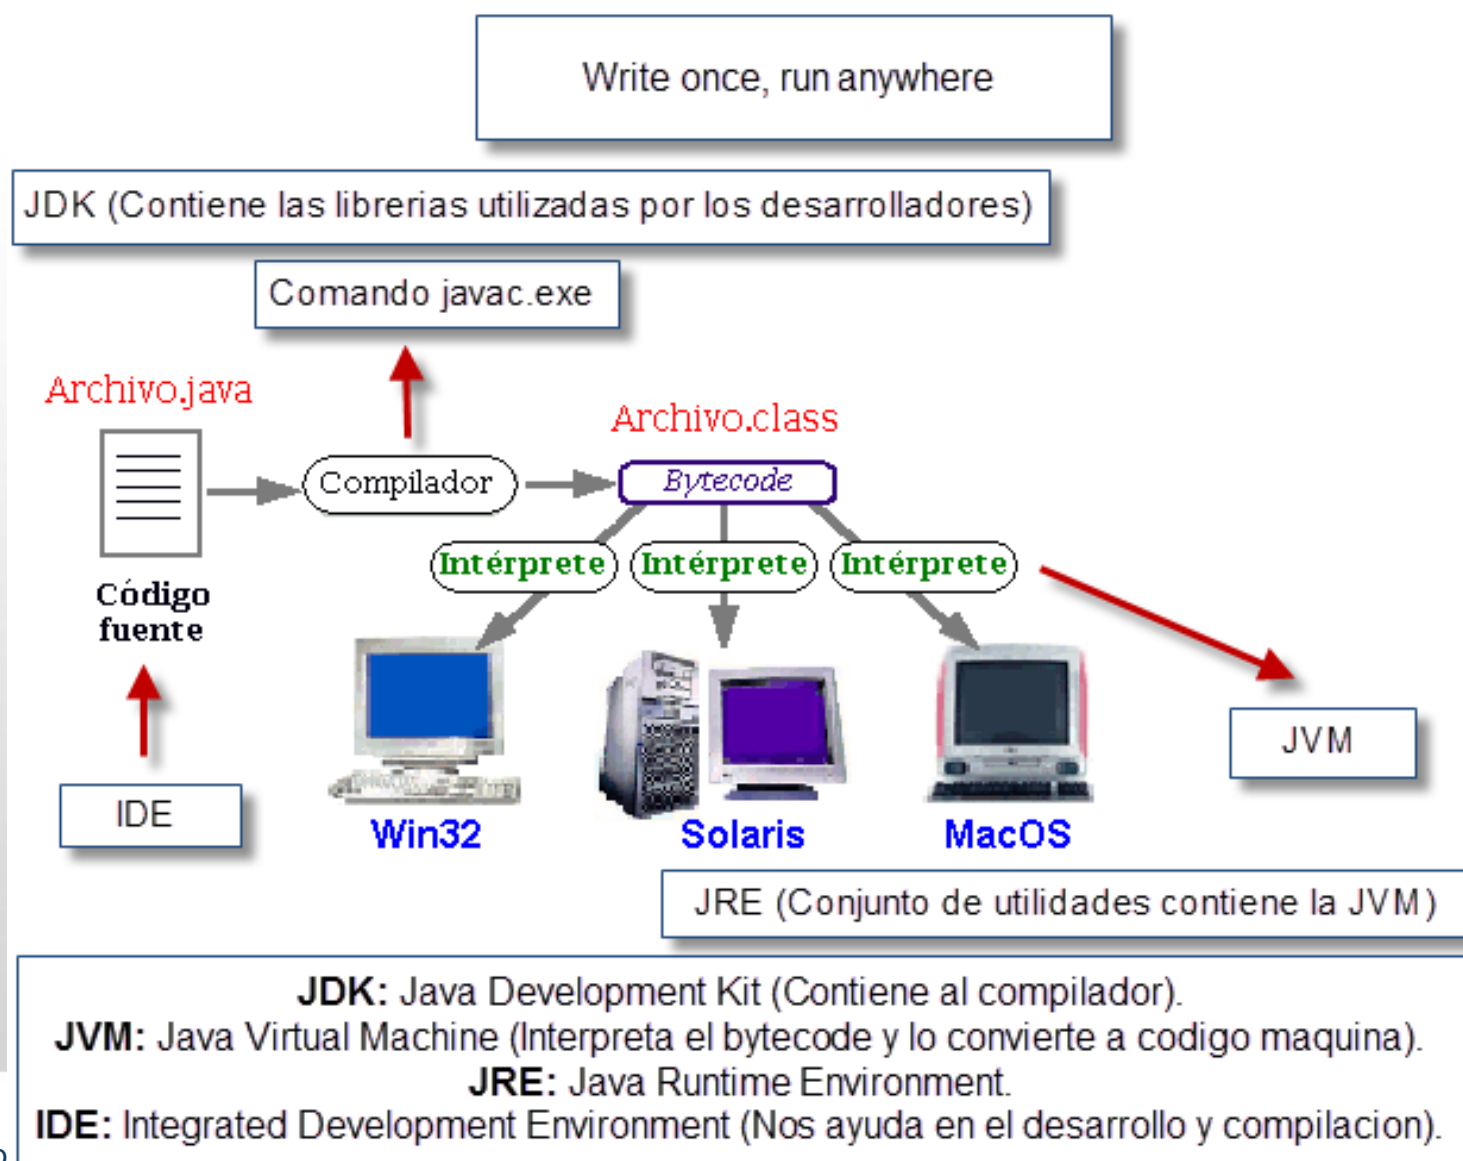 Write once, run anywhere
JDK (Contiene las librerias utilizadas por los desarrolladores)
Comando javac.exe
Archivo.java
Archivo.class
Compilador
Bytecode
Intérprete
Intérprete
Intérprete
Código
fuente
JVM
IDE
Win32
Solaris
MacOS
JRE (Conjunto de utilidades contiene la JVM)
JDK: Java Development Kit (Contiene al compilador).
JVM: Java Virtual Machine (Interpreta el bytecode y lo convierte a codigo maquina).
JRE: Java Runtime Environment.
IDE: Integrated Development Environment (Nos ayuda en el desarrollo y compilacion).